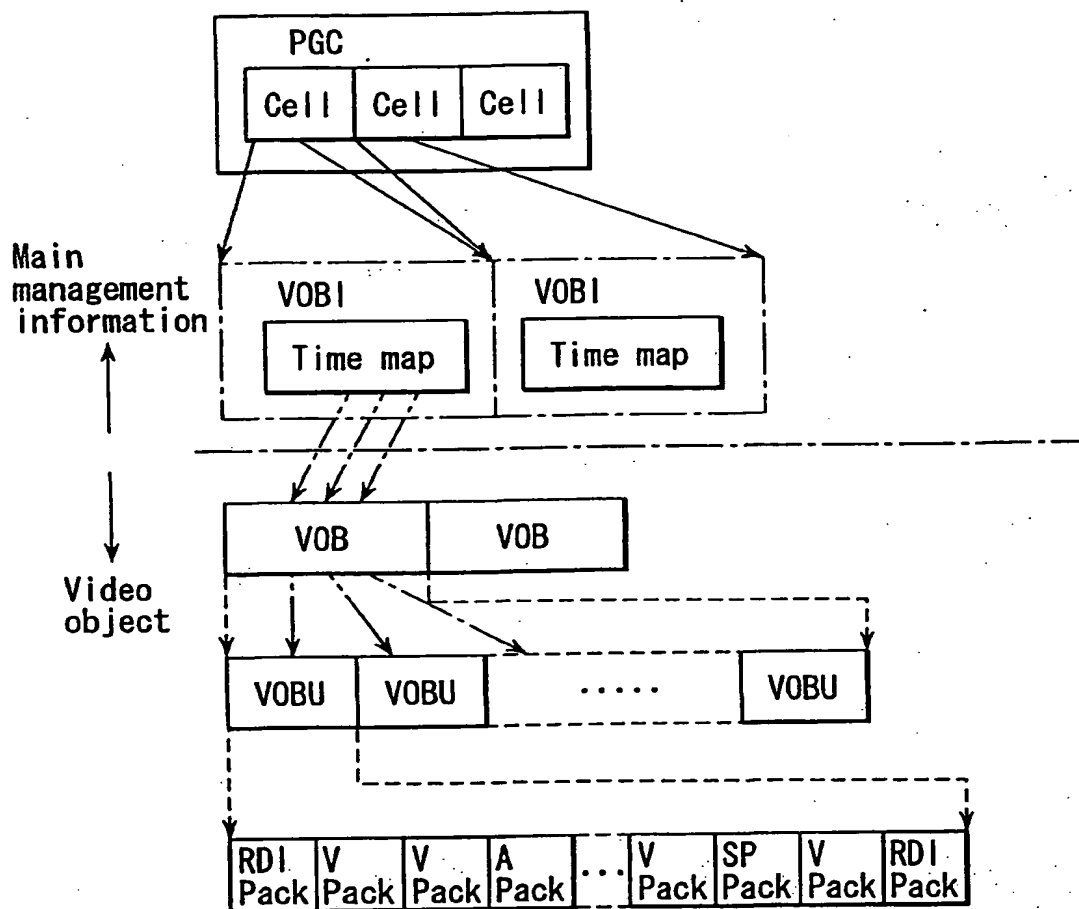 PGC
Cell Cell Cell
Main
management
information
VOBI VOBI
Time map Time map
VOB VOB
Video
object
VOBU VOBU ..... VOBU
RDI V V A V SP V RDI
Pack Pack Pack Pack ... Pack Pack Pack Pack